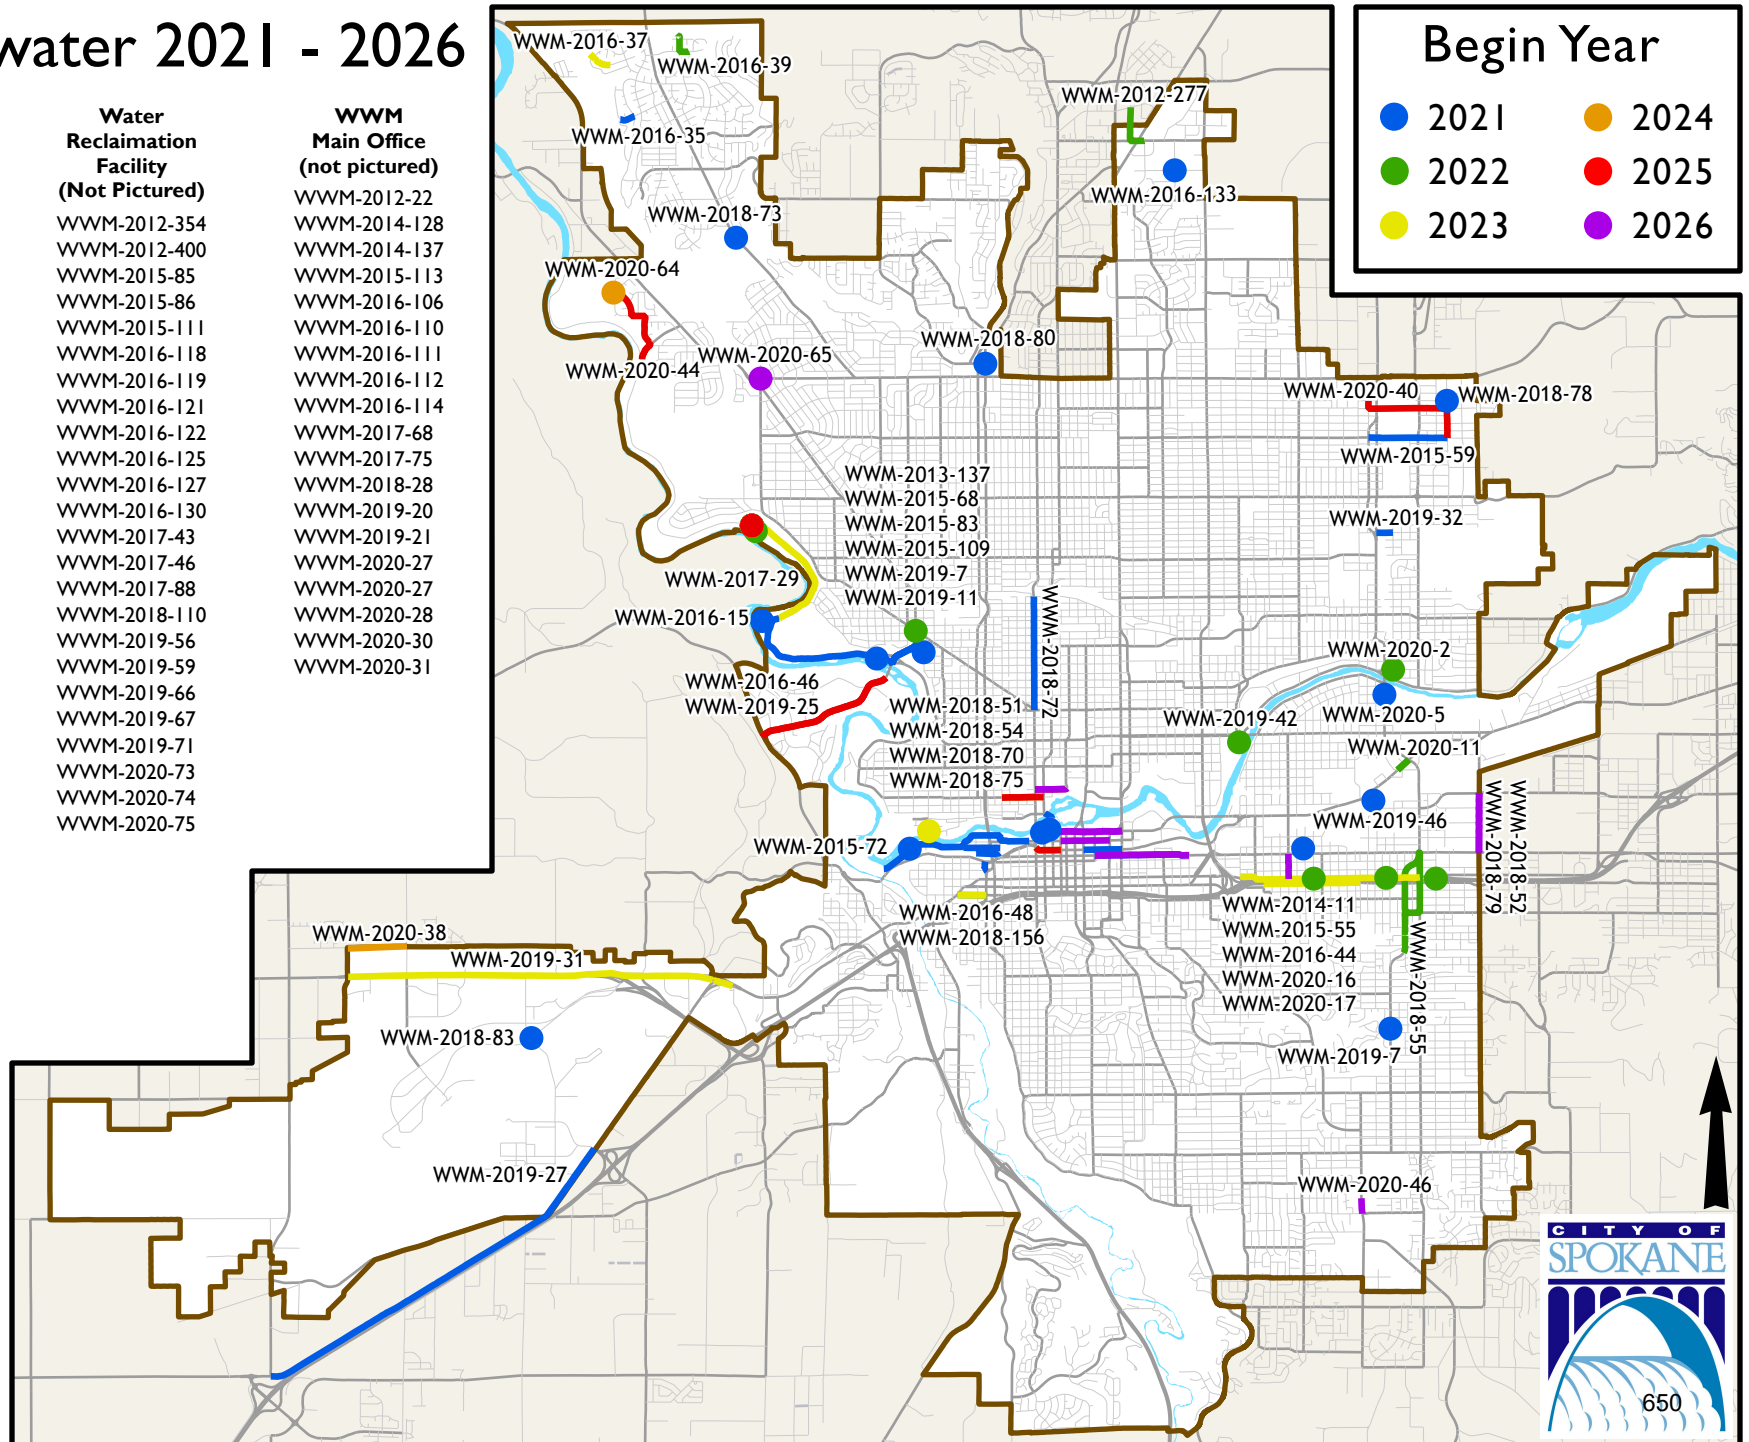 water 2021 - 2026
Water
Reclaimation
Facility
(Not Pictured)
WWM-2012-354
WWM-2012-400
WWM-2015-85
WWM-2015-86
WWM-2015-111
WWM-2016-118
WWM-2016-119
WWM-2016-121
WWM-2016-122
WWM-2016-125
WWM-2016-127
WWM-2016-130
WWM-2017-43
WWM-2017-46
WWM-2017-88
WWM-2018-110
WWM-2019-56
WWM-2019-59
WWM-2019-66
WWM-2019-67
WWM-2019-71
WWM-2020-73
WWM-2020-74
WWM-2020-75
WWM
Main Office
(not pictured)
WWM-2012-22
WWM-2014-128
WWM-2014-137
WWM-2015-113
WWM-2016-106
WWM-2016-110
WWM-2016-111
WWM-2016-112
WWM-2016-114
WWM-2017-68
WWM-2017-75
WWM-2018-28
WWM-2019-20
WWM-2019-21
WWM-2020-27
WWM-2020-27
WWM-2020-28
WWM-2020-30
WWM-2020-31
Begin Year
2021
2022
2023
2024
2025
2026
WWM-2016-37
WWM-2016-39
WWM-2016-35
WWM-2012-277
WWM-2016-133
WWM-2018-73
WWM-2020-64
WWM-2020-44
WWM-2020-65
WWM-2018-80
WWM-2020-40
WWM-2018-78
WWM-2015-59
WWM-2013-137
WWM-2015-68
WWM-2015-83
WWM-2015-109
WWM-2019-7
WWM-2019-11
WWM-2019-32
WWM-2017-29
WWM-2016-15
WWM-2018-72
WWM-2016-46
WWM-2019-25
WWM-2018-51
WWM-2018-54
WWM-2018-70
WWM-2018-75
WWM-2020-2
WWM-2020-5
WWM-2019-42
WWM-2020-11
WWM-2019-46
WWM-2018-79
WWM-2018-52
WWM-2015-72
WWM-2016-48
WWM-2018-156
WWM-2014-11
WWM-2015-55
WWM-2016-44
WWM-2020-16
WWM-2020-17
WWM-2018-55
WWM-2019-7
WWM-2020-38
WWM-2019-31
WWM-2018-83
WWM-2019-27
WWM-2020-46
CITY OF
SPOKANE
650